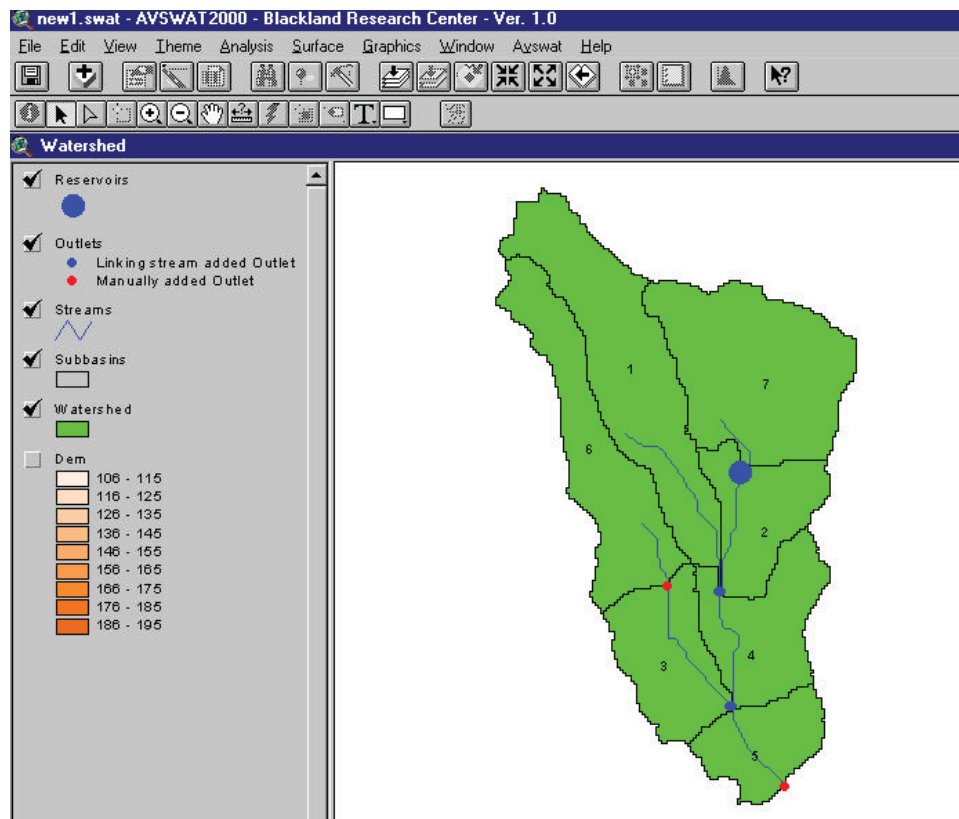 new1.swat - AVSWAT2000 - Blackland Research Center - Ver. 1.0
File Edit View Theme Analysis Surface Graphics Window Avswat Help
T
Watershed
Reservoirs
Outlets
Linking stream added Outlet
Manually added Outlet
Streams
Subbasins
Watershed
Dem
106 - 115
116 - 125
126 - 135
136 - 145
146 - 155
156 - 165
166 - 175
176 - 185
186 - 195
1
7
6
2
4
3
5